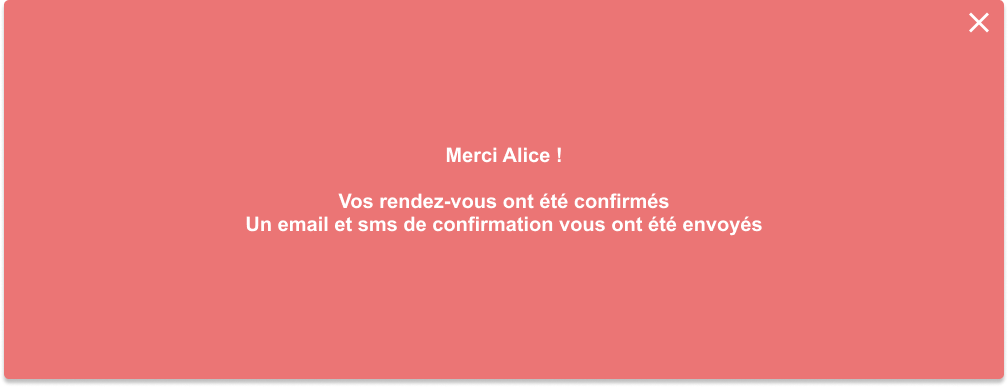 Merci Alice !
Vos rendez-vous ont été confirmés
Un email et sms de confirmation vous ont été envoyés